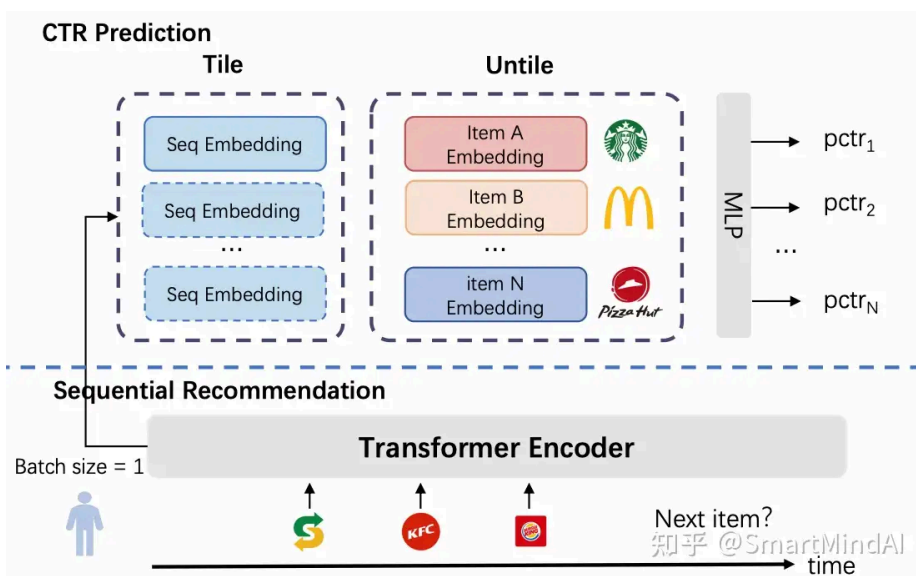 CTR Prediction
Tile
Untile
Seq Embedding
Seq Embedding
...
Seq Embedding
Item A
Embedding
Item B
Embedding
...
item N
Embedding
Pizza Hut
MLP
pctr1
pctr2
...
pctrN
Sequential Recommendation
Transformer Encoder
Batch size = 1
KFC
Next item?
知乎 @SmartMindAI
time